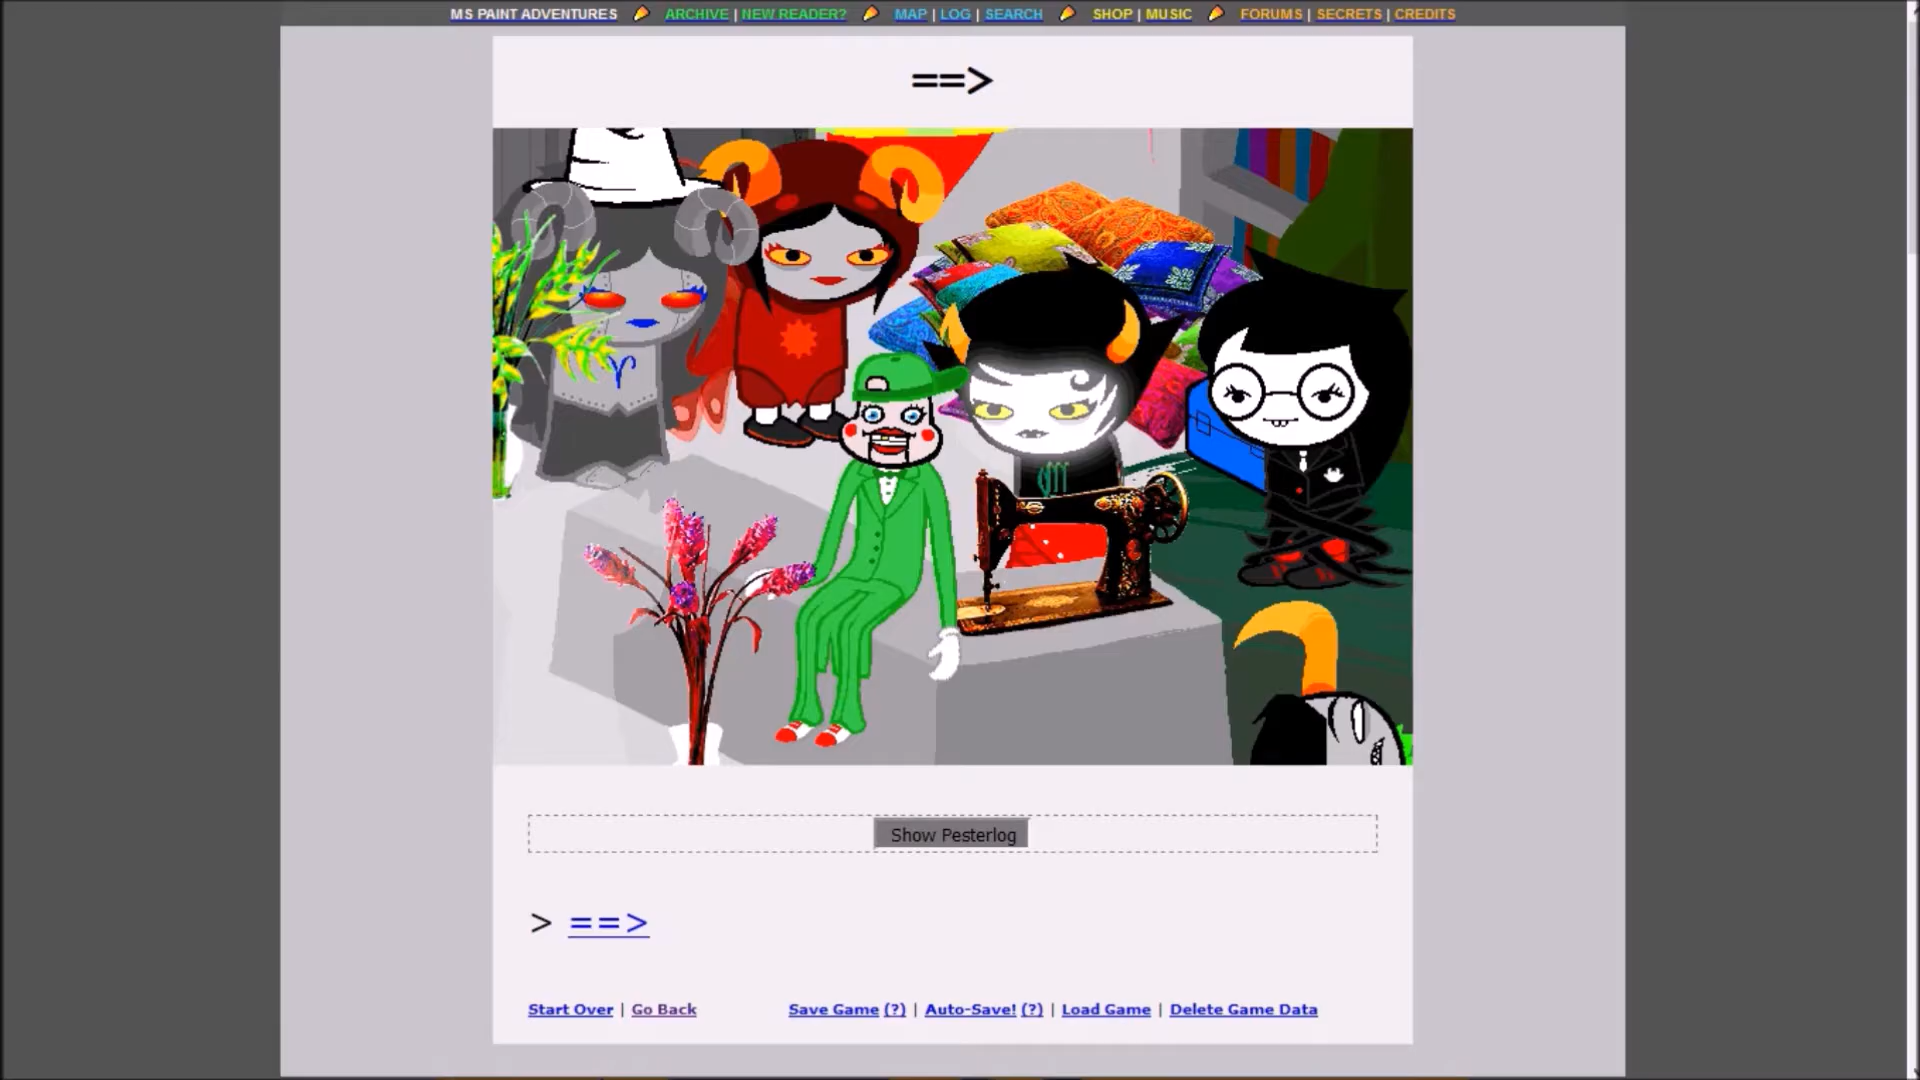 MS PAINT ADVENTURES ARCHIVE | NEW READER? MAP | LOG | SEARCH SHOP | MUSIC FORUMS | SECRETS | CREDITS
==>
Show Pesterlog
> ==>
Start Over | Go Back Save Game (?) | Auto-Save! (?) | Load Game | Delete Game Data